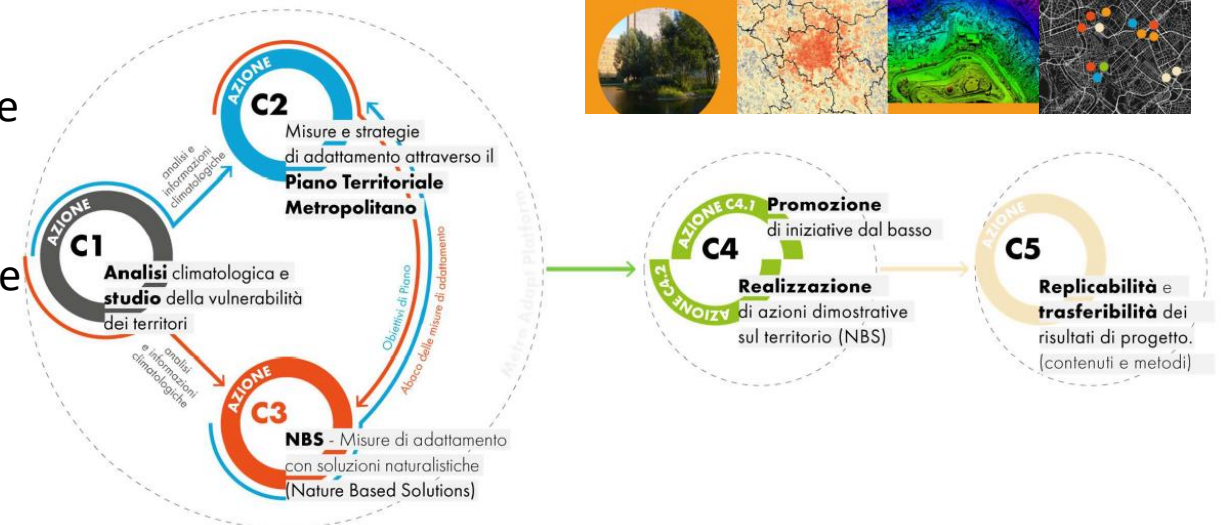 e
e
AZIONE
C1
Analisi climatologica e
studio della vulnerabilità
dei territori
analisi e
informazioni
climatologiche
AZIONE
C2
Misure e strategie
di adattamento attraverso il
Piano Territoriale
Metropolitano
analisi
e informazioni
climatologiche
AZIONE
C3
NBS - Misure di adattamento
con soluzioni naturalistiche
(Nature Based Solutions)
Obiettivi di Piano
Abaco delle misure di adattamento
Metro Adapt Platform
AZIONE C4.1
Promozione
di iniziative dal basso
C4
AZIONE C4.2
Realizzazione
di azioni dimostrative
sul territorio (NBS)
AZIONE
C5
Replicabilità e
trasferibilità dei
risultati di progetto.
(contenuti e metodi)